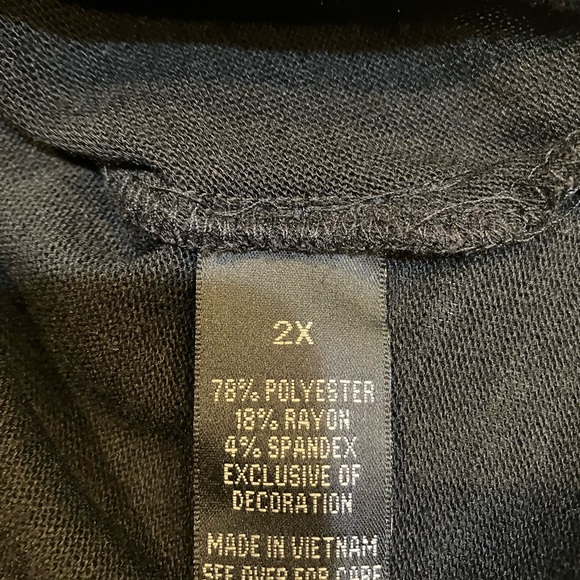 2X
78% POLYESTER
18% RAYON
4% SPANDEX
EXCLUSIVE OF
DECORATION
MADE IN VIETNAM
SEE OVER FOR CARE